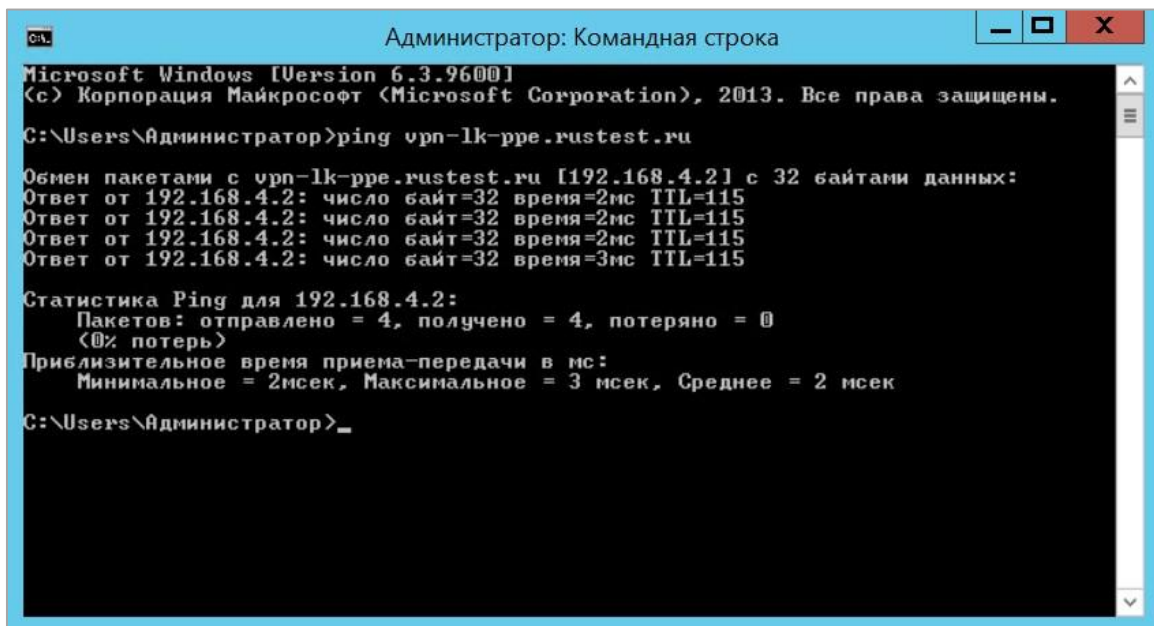 Администратор: Командная строка
Microsoft Windows [Version 6.3.9600]
(c) Корпорация Майкрософт (Microsoft Corporation), 2013. Все права защищены.
C:\Users\Администратор>ping vpn-lk-ppe.rustest.ru
Обмен пакетами с vpn-lk-ppe.rustest.ru [192.168.4.2] с 32 байтами данных:
Ответ от 192.168.4.2: число байт=32 время=2мс TTL=115
Ответ от 192.168.4.2: число байт=32 время=2мс TTL=115
Ответ от 192.168.4.2: число байт=32 время=2мс TTL=115
Ответ от 192.168.4.2: число байт=32 время=3мс TTL=115
Статистика Ping для 192.168.4.2:
Пакетов: отправлено = 4, получено = 4, потеряно = 0
(0% потерь)
Приблизительное время приема-передачи в мс:
Минимальное = 2мсек, Максимальное = 3 мсек, Среднее = 2 мсек
C:\Users\Администратор>_